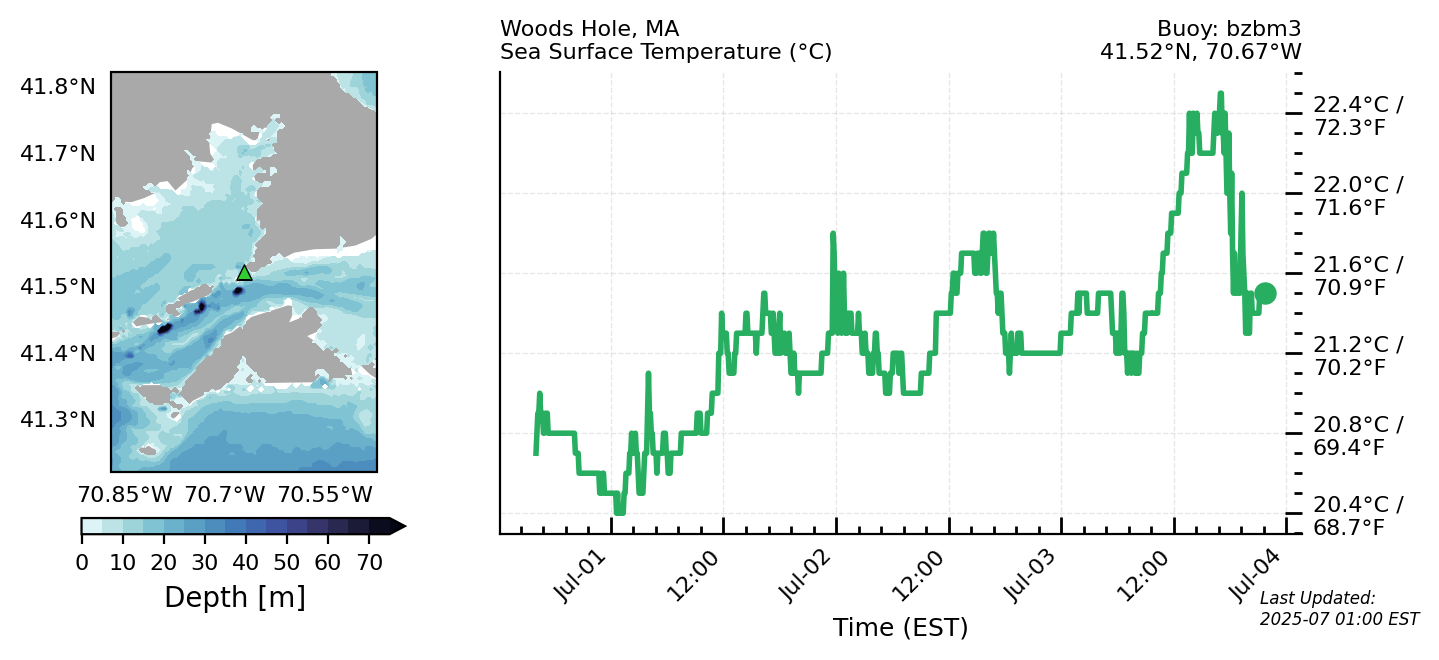 Woods Hole, MA
Sea Surface Temperature (°C)
Buoy: bzbm3
41.52°N, 70.67°W
41.8°N
41.7°N
41.6°N
41.5°N
41.4°N
41.3°N
70.85°W 70.7°W 70.55°W
0 10 20 30 40 50 60 70
Depth [m]
22.4°C /
72.3°F
22.0°C /
71.6°F
21.6°C /
70.9°F
21.2°C /
70.2°F
20.8°C /
69.4°F
20.4°C /
68.7°F
Jul-01 12:00 Jul-02 12:00 Jul-03 12:00 Jul-04
Time (EST)
Last Updated:
2025-07 01:00 EST